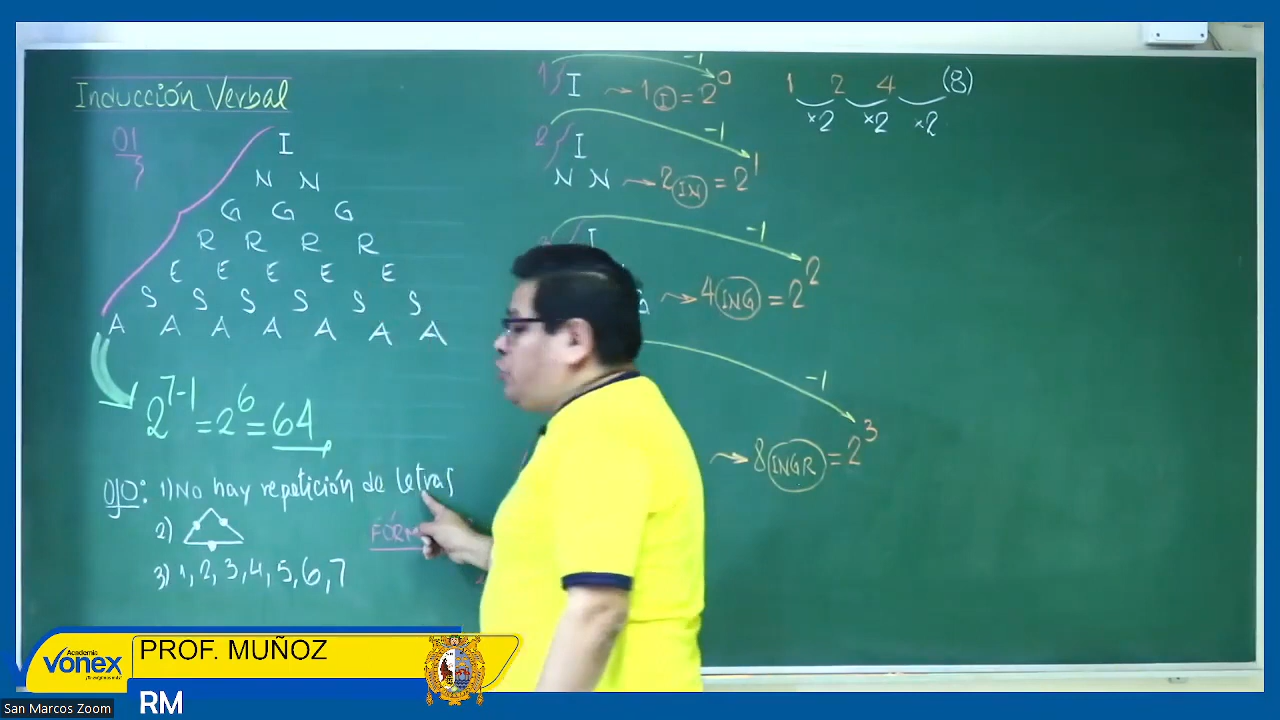 Inducción Verbal
01
I
N N
G G G
R R R R
E E E E E
S S S S S S
A A A A A A A
2^7-1 = 2^6 = 64
OJO: 1) No hay repetición de letras
2)
3) 1, 2, 3, 4, 5, 6, 7
1
I → 1 I = 2^0
-1
2
I
N N → 2 IN = 2^1
-1
I
→ 4 ING = 2^2
-1
→ 8 INGR = 2^3
-1
1 2 4 (8)
×2 ×2 ×2
Academia
vonex
PROF. MUÑOZ
RM
San Marcos Zoom